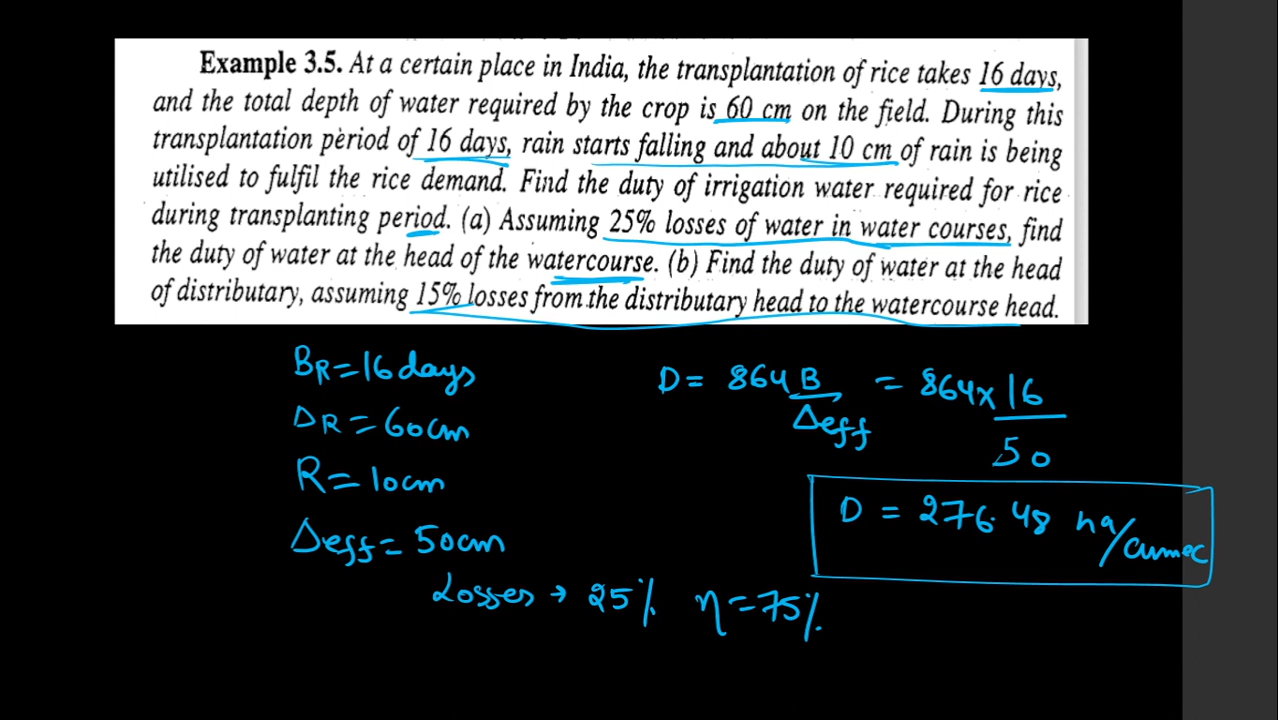 Example 3.5. At a certain place in India, the transplantation of rice takes 16 days,
and the total depth of water required by the crop is 60 cm on the field. During this
transplantation period of 16 days, rain starts falling and about 10 cm of rain is being
utilised to fulfil the rice demand. Find the duty of irrigation water required for rice
during transplanting period. (a) Assuming 25% losses of water in water courses, find
the duty of water at the head of the watercourse. (b) Find the duty of water at the head
of distributary, assuming 15% losses from the distributary head to the watercourse head.
BR=16 days
ΔR=60cm
R=10cm
Δeff=50cm
Losses → 25% η=75%
D= 864 B/Δeff = 864x 16/50
D = 276.48 ha/cumec